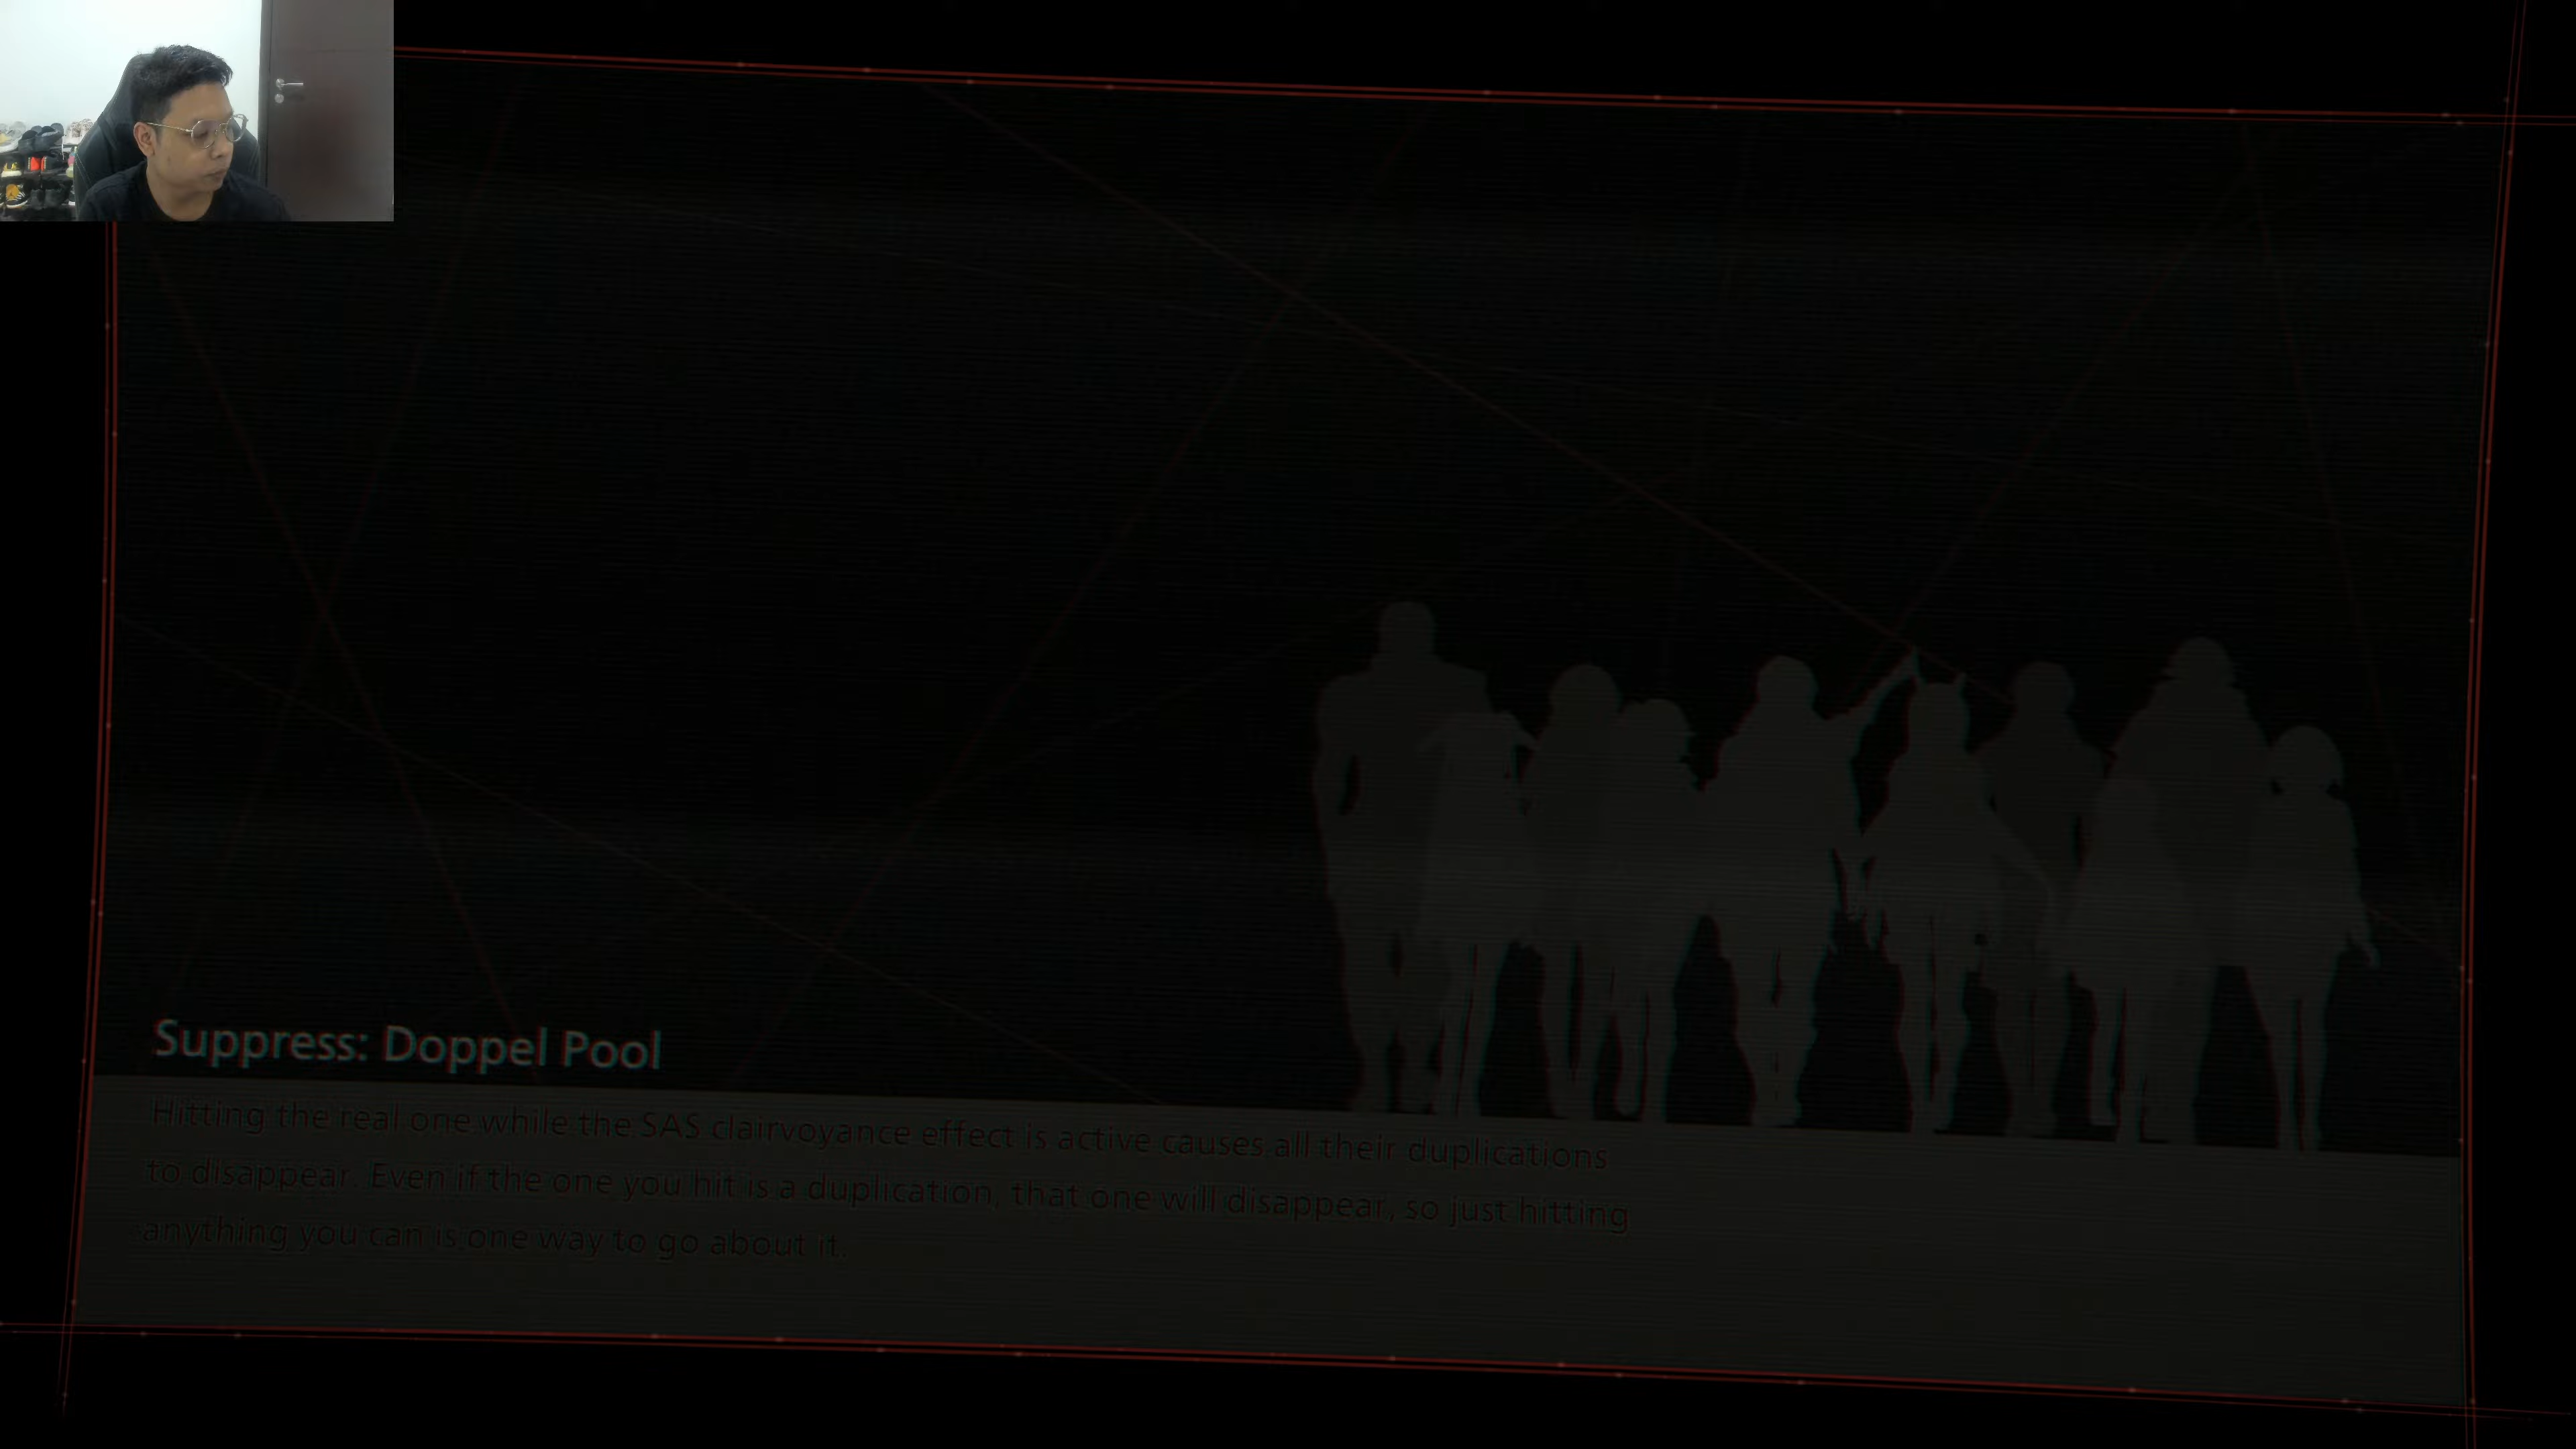 Suppress: Doppel Pool
Hitting the real one while the SAS clairvoyance effect is active causes all their duplications
to disappear. Even if the one you hit is a duplication, that one will disappear, so just hitting
anything you can is one way to go about it.